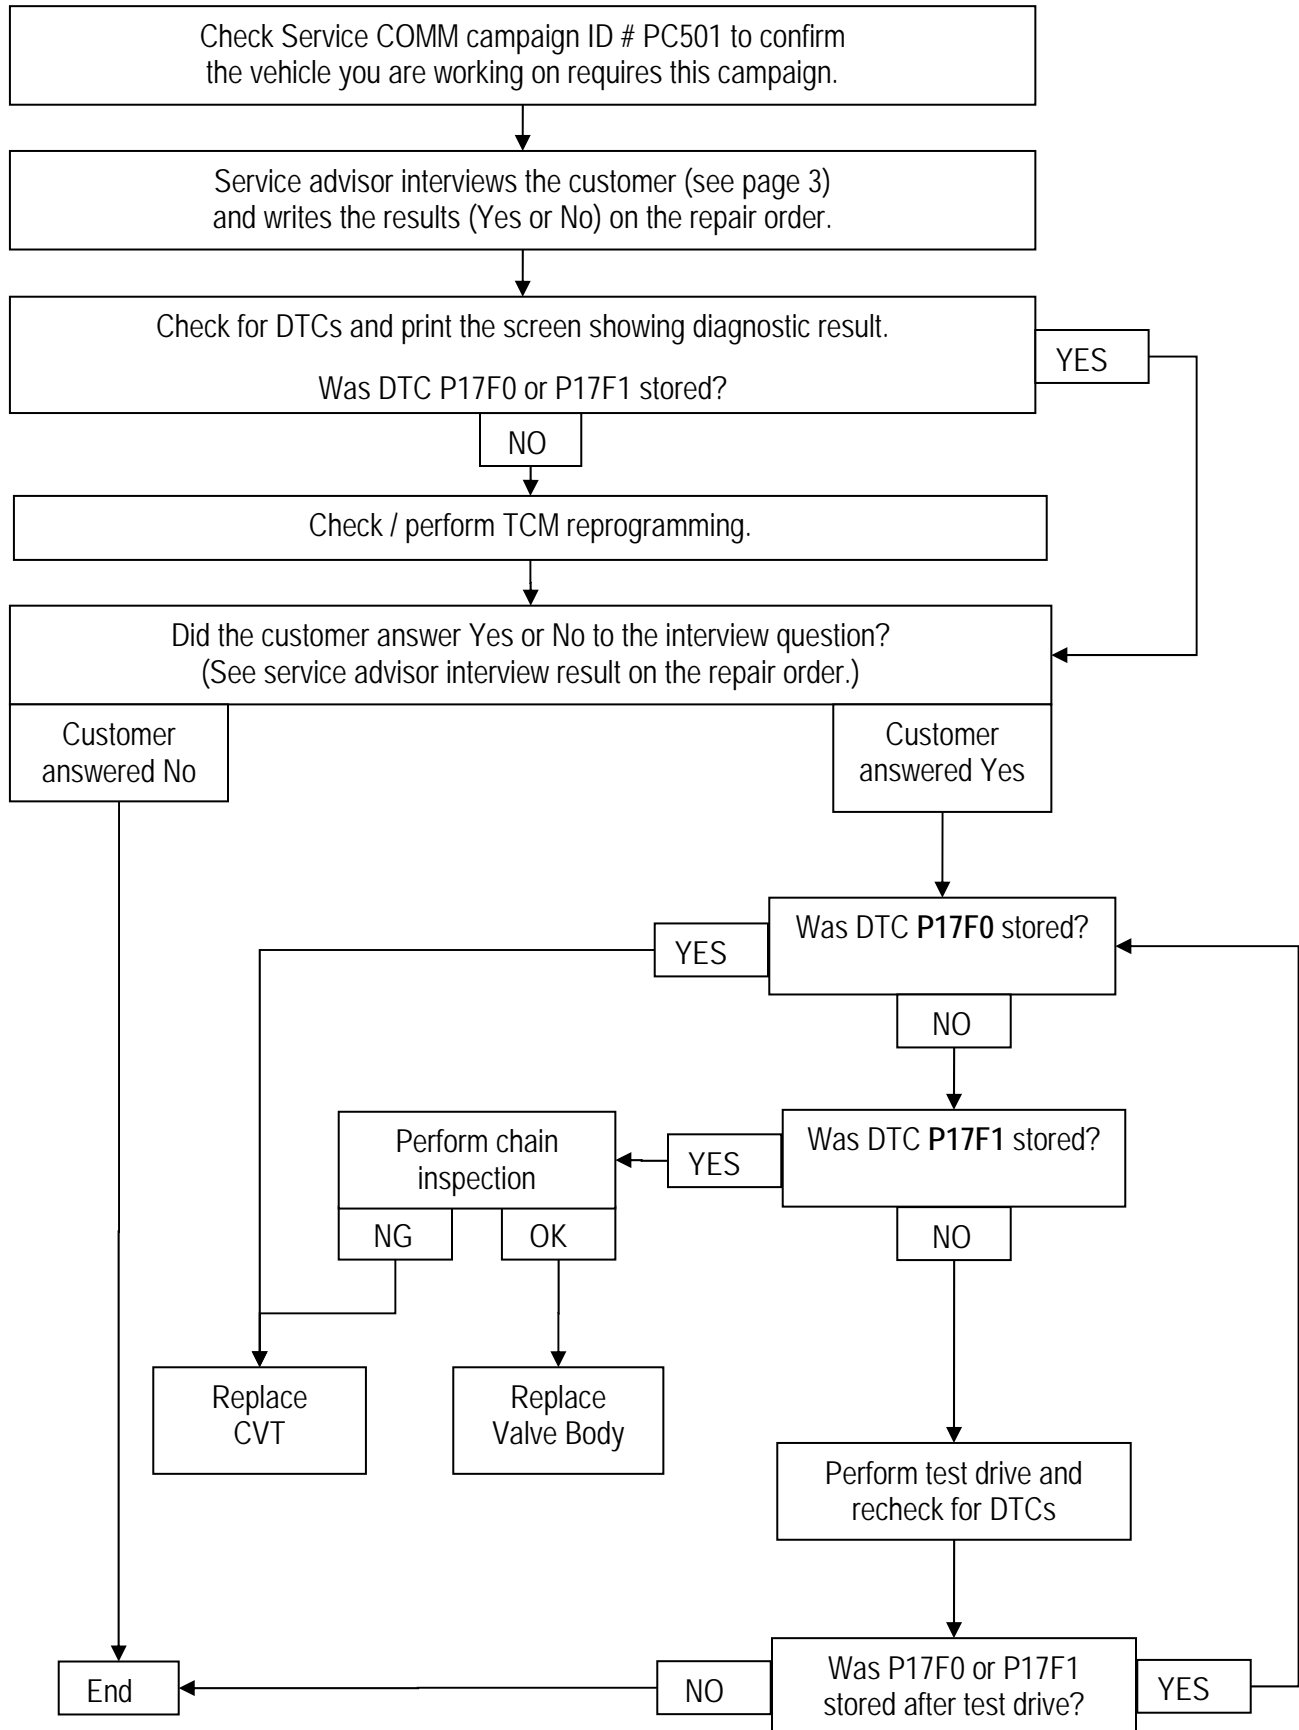 Check Service COMM campaign ID # PC501 to confirm
the vehicle you are working on requires this campaign.
Service advisor interviews the customer (see page 3)
and writes the results (Yes or No) on the repair order.
Check for DTCs and print the screen showing diagnostic result.
Was DTC P17F0 or P17F1 stored?
YES
NO
Check / perform TCM reprogramming.
Did the customer answer Yes or No to the interview question?
(See service advisor interview result on the repair order.)
Customer
answered No
Customer
answered Yes
Was DTC P17F0 stored?
YES
NO
Was DTC P17F1 stored?
YES
NO
Perform chain
inspection
NG
OK
Replace
CVT
Replace
Valve Body
Perform test drive and
recheck for DTCs
Was P17F0 or P17F1
stored after test drive?
YES
NO
End